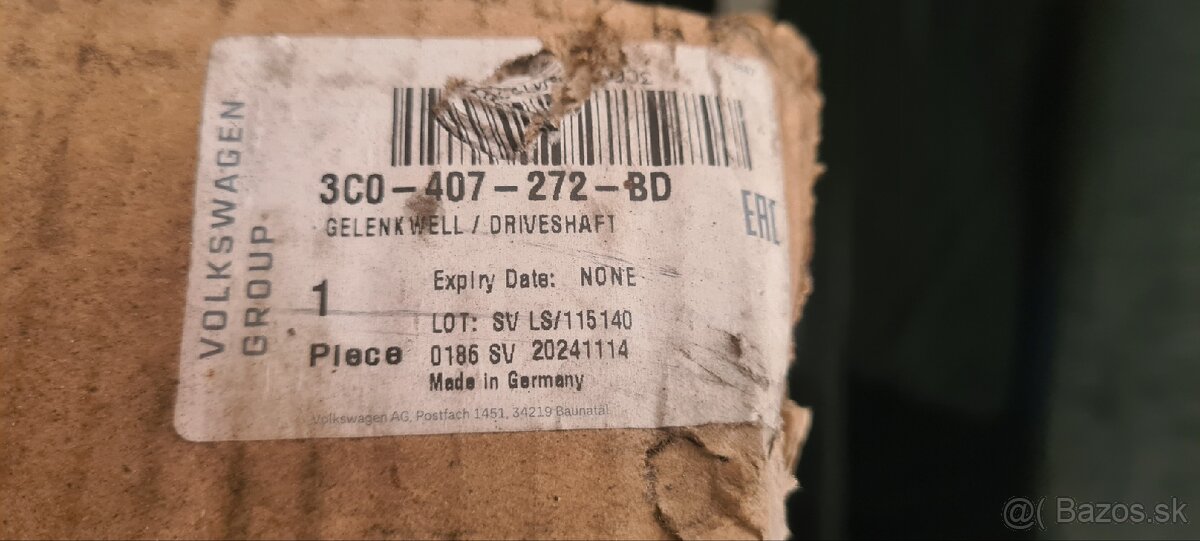 VOLKSWAGEN
GROUP
3C0-407-272-BD
GELENKWELL / DRIVESHAFT
EAC
1
Piece
Expiry Date: NONE
LOT: SV LS/115140
0186 SV 20241114
Made in Germany
Volkswagen AG, Postfach 1451, 34219 Baunatal
@( Bazos.sk